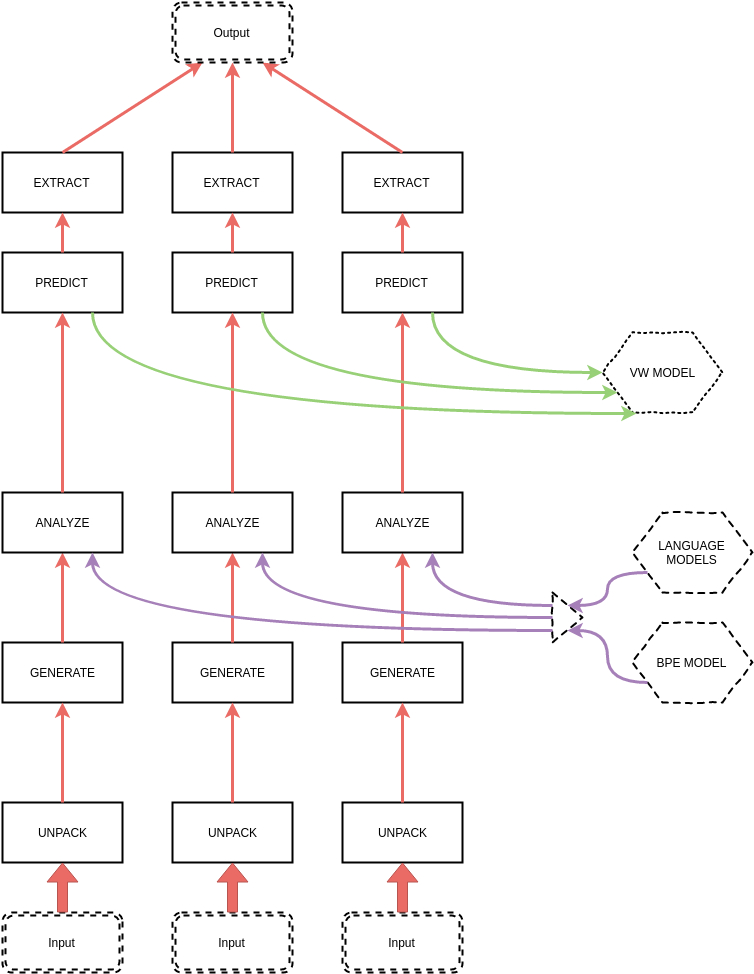 Output
EXTRACT EXTRACT EXTRACT
PREDICT PREDICT PREDICT
VW MODEL
ANALYZE ANALYZE ANALYZE
LANGUAGE
MODELS
BPE MODEL
GENERATE GENERATE GENERATE
UNPACK UNPACK UNPACK
Input Input Input